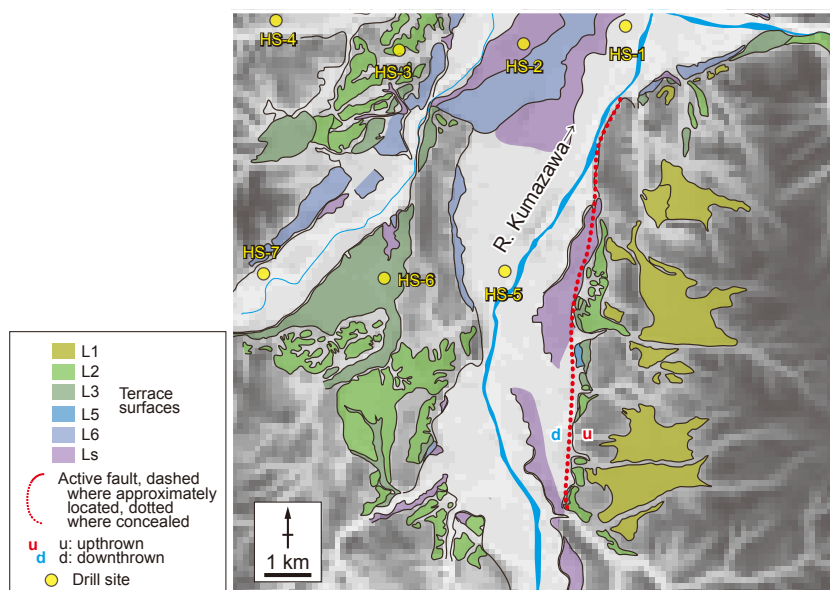 HS-4
HS-3
HS-2
HS-1
R. Kumazawa→
HS-7
HS-6
HS-5
d u
1 km
L1
L2
L3
L5
L6
Ls
Terrace
surfaces
Active fault, dashed
where approximately
located, dotted
where concealed
u u: upthrown
d d: downthrown
Drill site